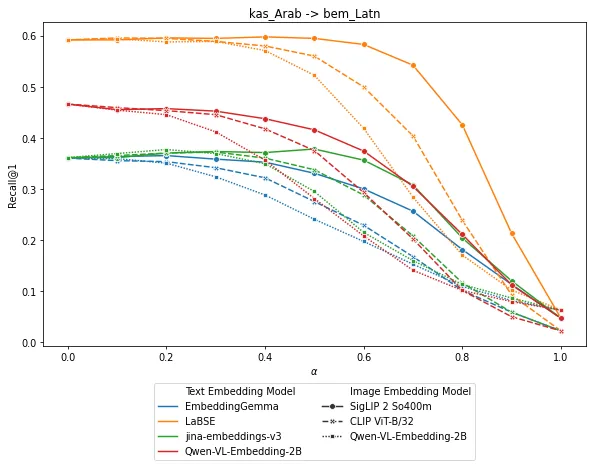 kas_Arab -> bem_Latn
Recall@1
0.6
0.5
0.4
0.3
0.2
0.1
0.0
0.0 0.2 0.4 0.6 0.8 1.0
α
Text Embedding Model Image Embedding Model
EmbeddingGemma SigLIP 2 So400m
LaBSE CLIP ViT-B/32
jina-embeddings-v3 Qwen-VL-Embedding-2B
Qwen-VL-Embedding-2B